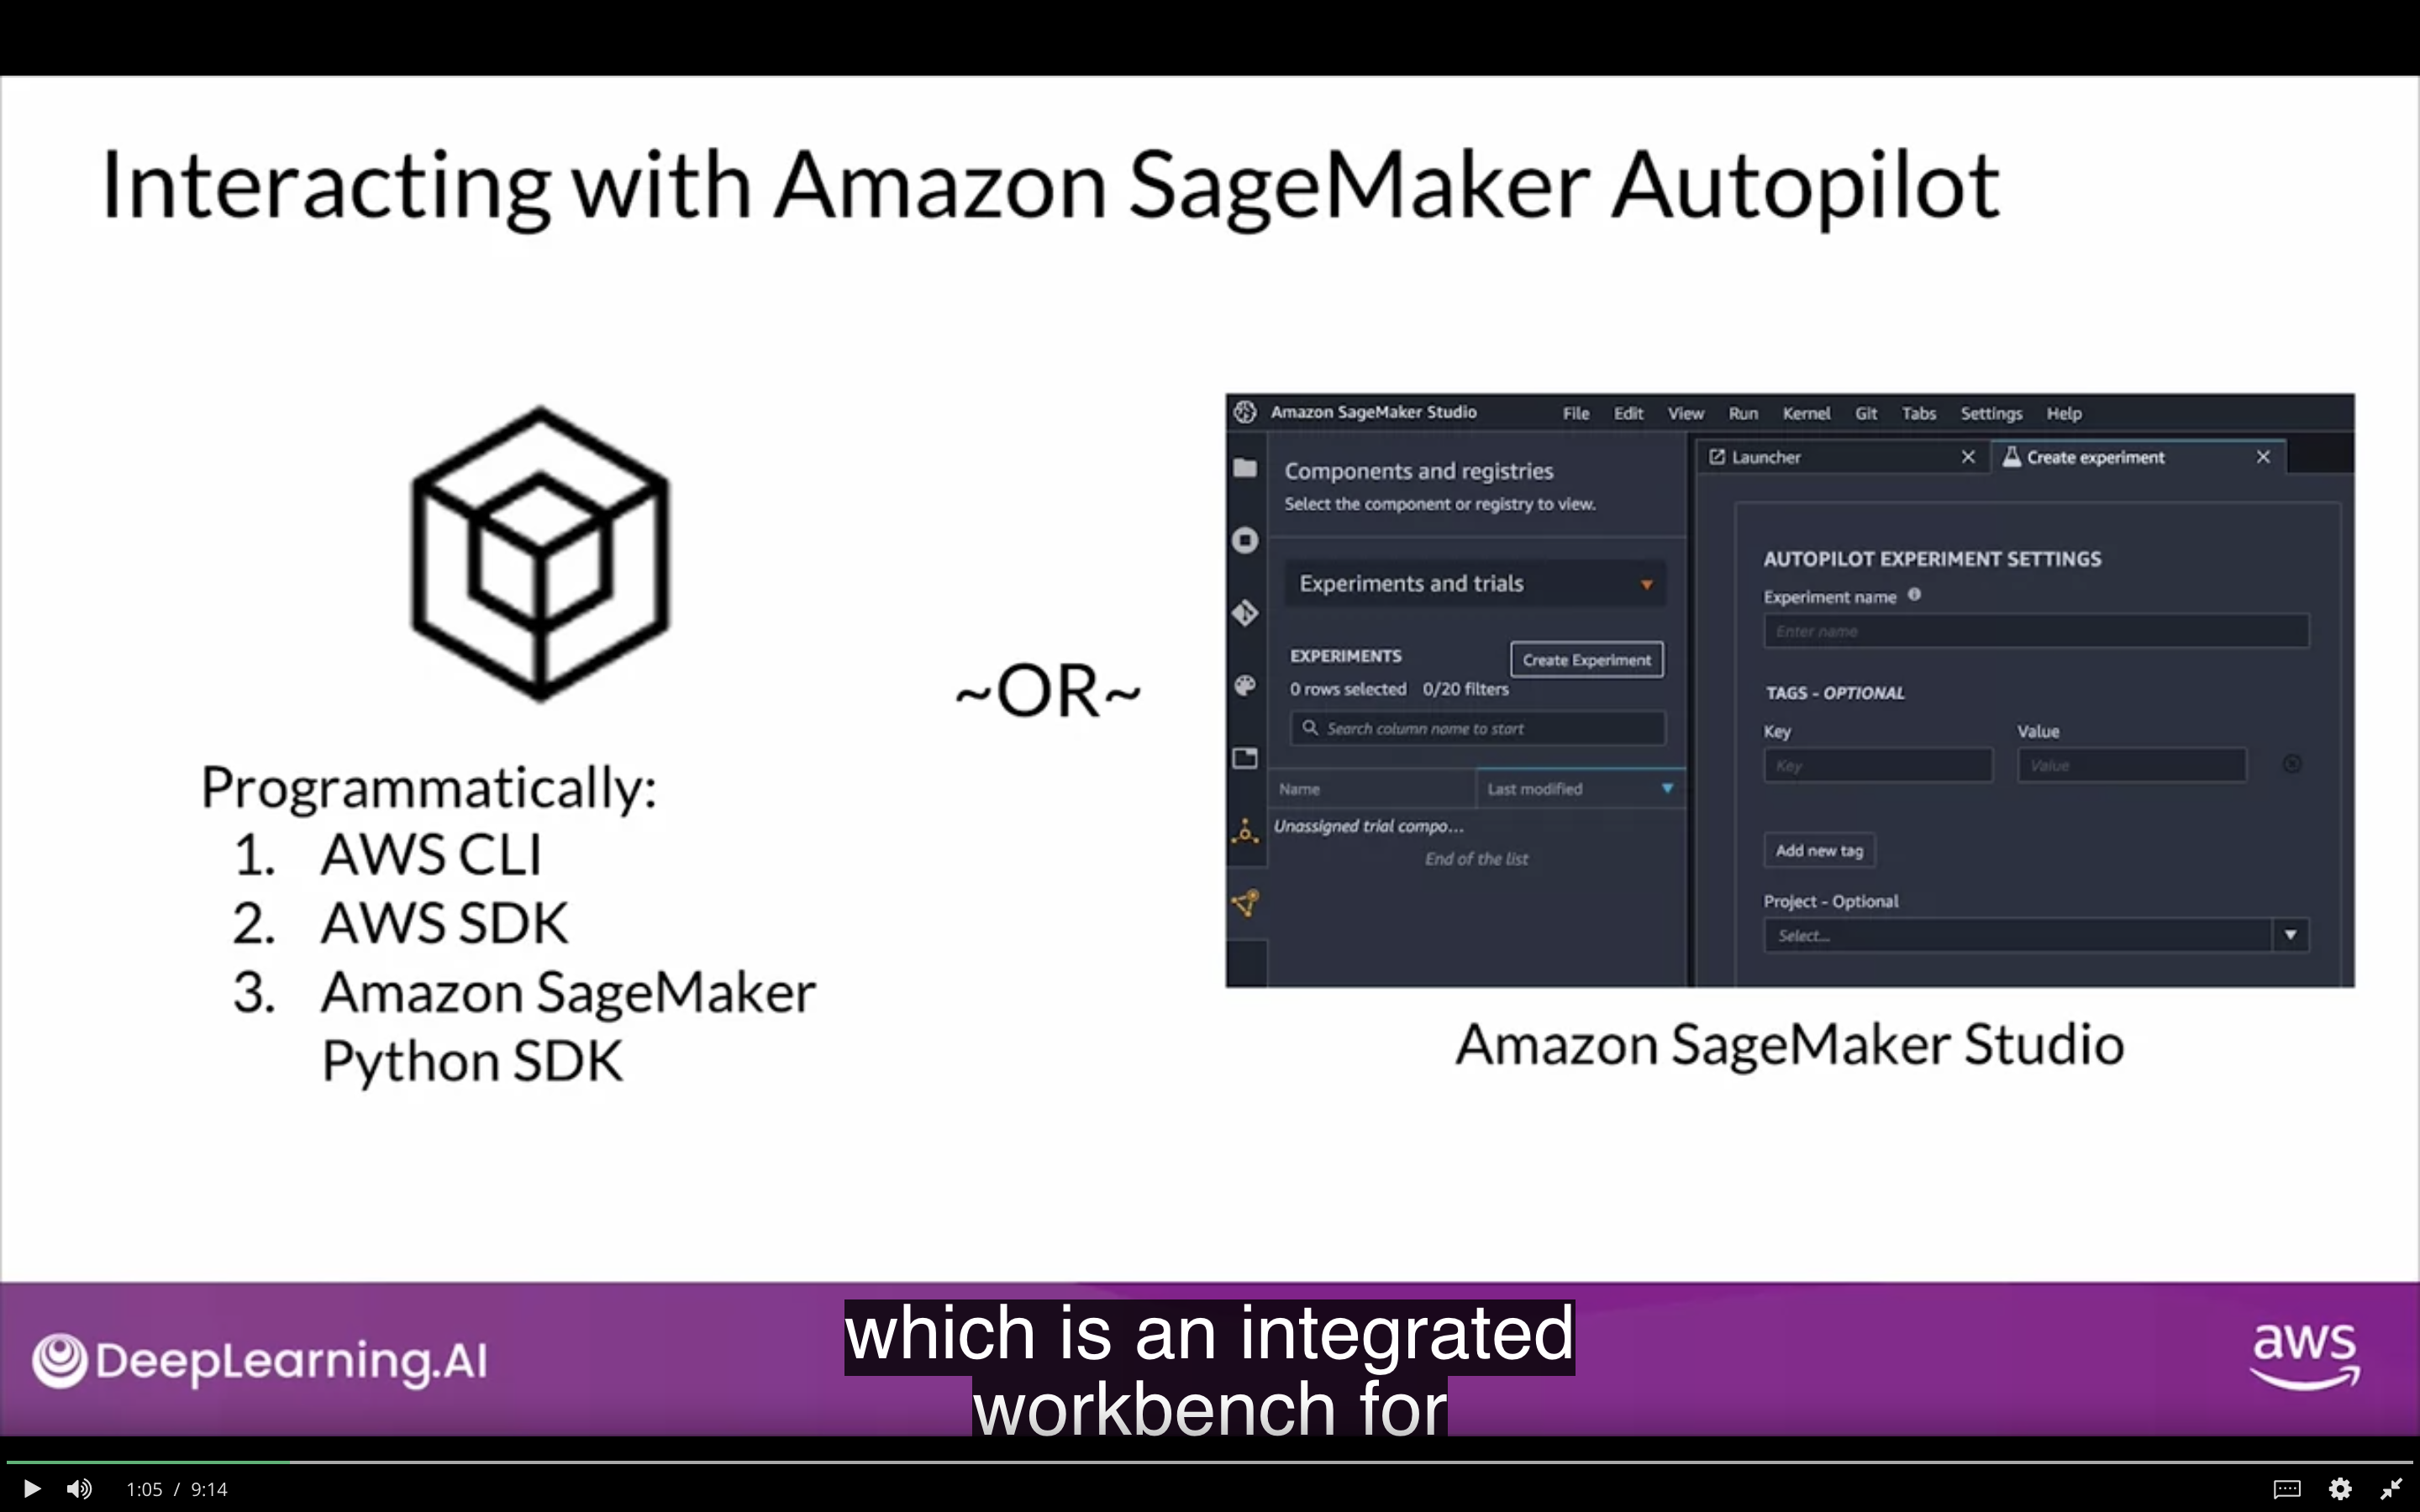 Interacting with Amazon SageMaker Autopilot
Programmatically:
1. AWS CLI
2. AWS SDK
3. Amazon SageMaker
Python SDK
~OR~
Amazon SageMaker Studio File Edit View Run Kernel Git Tabs Settings Help
Components and registries
Select the component or registry to view.
Experiments and trials
EXPERIMENTS
Create Experiment
0 rows selected 0/20 filters
Search column name to start
Name Last modified
Unassigned trial compo...
End of the list
Launcher Create experiment
AUTOPILOT EXPERIMENT SETTINGS
Experiment name
Enter name
TAGS - OPTIONAL
Key Value
Key Value
Add new tag
Project - Optional
Select...
Amazon SageMaker Studio
DeepLearning.AI
which is an integrated
workbench for
aws
1:05 / 9:14